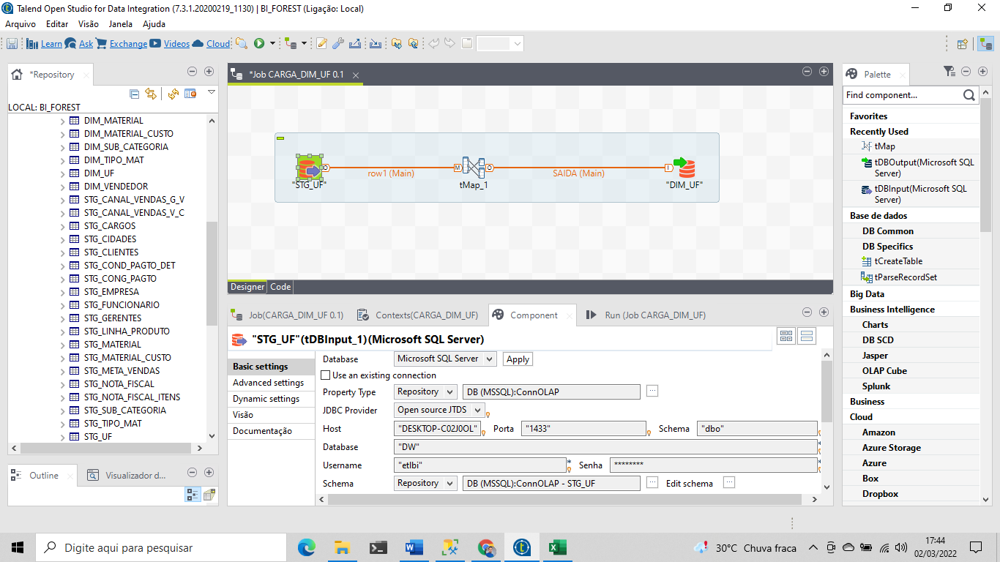 Talend Open Studio for Data Integration (7.3.1.20200219_1130) | BI_FOREST (Ligação: Local)
Arquivo Editar Visão Janela Ajuda
Learn Ask Exchange Videos Cloud
*Repository
LOCAL: BI_FOREST
DIM_MATERIAL
DIM_MATERIAL_CUSTO
DIM_SUB_CATEGORIA
DIM_TIPO_MAT
DIM_UF
DIM_VENDEDOR
STG_CANAL_VENDAS_G_V
STG_CANAL_VENDAS_V_C
STG_CARGOS
STG_CIDADES
STG_CLIENTES
STG_COND_PAGTO_DET
STG_CONG_PAGTO
STG_EMPRESA
STG_FUNCIONARIO
STG_GERENTES
STG_LINHA_PRODUTO
STG_MATERIAL
STG_MATERIAL_CUSTO
STG_META_VENDAS
STG_NOTA_FISCAL
STG_NOTA_FISCAL_ITENS
STG_SUB_CATEGORIA
STG_TIPO_MAT
STG_UF
Outline Visualizador d...
*Job CARGA_DIM_UF 0.1
O row1 (Main) M O SAIDA (Main) I
"STG_UF" tMap_1 "DIM_UF"
Designer Code
Job(CARGA_DIM_UF 0.1) Contexts(CARGA_DIM_UF) Component Run (Job CARGA_DIM_UF)
"STG_UF"(tDBInput_1)(Microsoft SQL Server)
Basic settings
Advanced settings
Dynamic settings
Visão
Documentação
Database Microsoft SQL Server Apply
Use an existing connection
Property Type Repository DB (MSSQL):ConnOLAP ...
JDBC Provider Open source JTDS
Host "DESKTOP-C02J0OL" Porta "1433" Schema "dbo"
Database "DW" *
Username "etlbi" * Senha ******** *
Schema Repository DB (MSSQL):ConnOLAP - STG_UF ... Edit schema ...
Palette
Find component...
Favorites
Recently Used
tMap
tDBOutput(Microsoft SQL
Server)
tDBInput(Microsoft SQL
Server)
Base de dados
DB Common
DB Specifics
tCreateTable
tParseRecordSet
Big Data
Business Intelligence
Charts
DB SCD
Jasper
OLAP Cube
Splunk
Business
Cloud
Amazon
Azure Storage
Azure
Box
Dropbox
Digite aqui para pesquisar
30°C Chuva fraca
17:44
02/03/2022